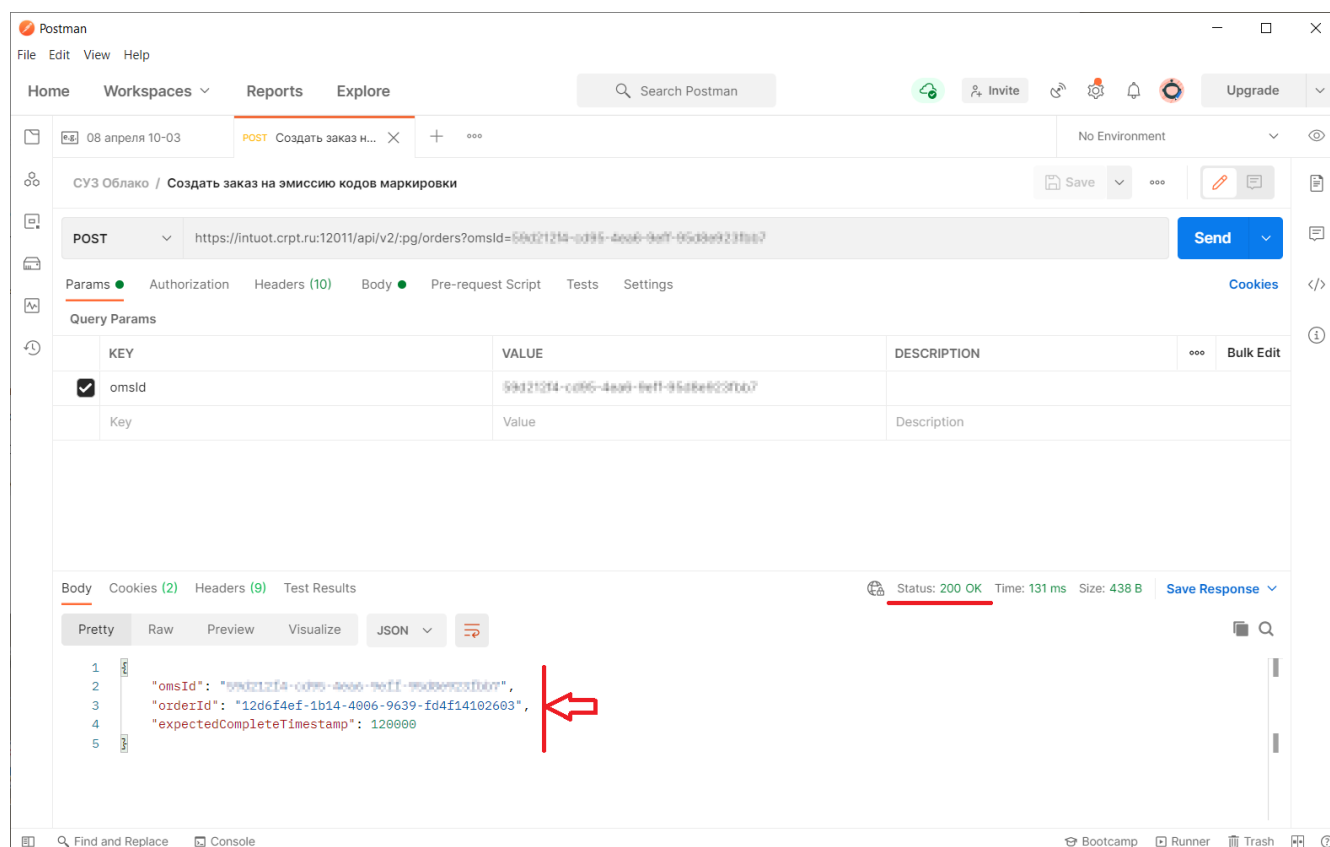 Postman
File Edit View Help
Home Workspaces Reports Explore Search Postman Invite Upgrade
e.g. 08 апреля 10-03 POST Создать заказ н... No Environment
СУЗ Облако / Создать заказ на эмиссию кодов маркировки Save
POST https://intuot.crpt.ru:12011/api/v2/:pg/orders?omsId= Send
Params Authorization Headers (10) Body Pre-request Script Tests Settings Cookies
Query Params
KEY VALUE DESCRIPTION Bulk Edit
omsId
Key Value Description
Body Cookies (2) Headers (9) Test Results Status: 200 OK Time: 131 ms Size: 438 B Save Response
Pretty Raw Preview Visualize JSON
1 {
2 "omsId": "",
3 "orderId": "12d6f4ef-1b14-4006-9639-fd4f14102603",
4 "expectedCompleteTimestamp": 120000
5 }
Find and Replace Console Bootcamp Runner Trash